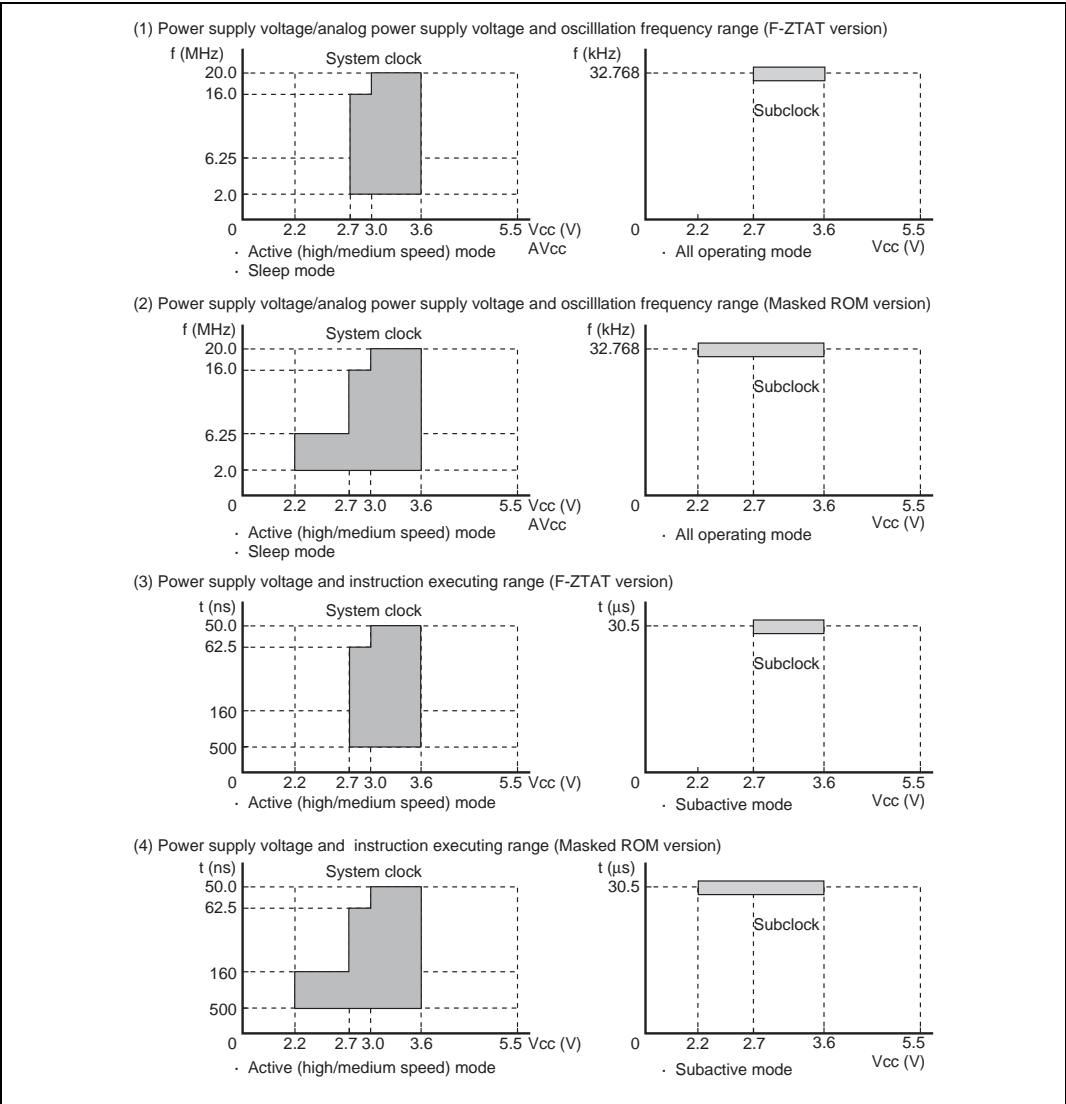 (1) Power supply voltage/analog power supply voltage and oscilllation frequency range (F-ZTAT version)
f (MHz)
System clock
20.0
16.0
6.25
2.0
0
2.2
2.7
3.0
3.6
5.5
Vcc (V)
AVcc
· Active (high/medium speed) mode
· Sleep mode
f (kHz)
32.768
Subclock
0
2.2
2.7
3.6
5.5
Vcc (V)
· All operating mode
(2) Power supply voltage/analog power supply voltage and oscilllation frequency range (Masked ROM version)
f (MHz)
System clock
20.0
16.0
6.25
2.0
0
2.2
2.7
3.0
3.6
5.5
Vcc (V)
AVcc
· Active (high/medium speed) mode
· Sleep mode
f (kHz)
32.768
Subclock
0
2.2
2.7
3.6
5.5
Vcc (V)
· All operating mode
(3) Power supply voltage and instruction executing range (F-ZTAT version)
t (ns)
System clock
50.0
62.5
160
500
0
2.2
2.7
3.0
3.6
5.5
Vcc (V)
· Active (high/medium speed) mode
t (μs)
30.5
Subclock
0
2.2
2.7
3.6
5.5
Vcc (V)
· Subactive mode
(4) Power supply voltage and instruction executing range (Masked ROM version)
t (ns)
System clock
50.0
62.5
160
500
0
2.2
2.7
3.0
3.6
5.5
Vcc (V)
· Active (high/medium speed) mode
t (μs)
30.5
Subclock
0
2.2
2.7
3.6
5.5
Vcc (V)
· Subactive mode